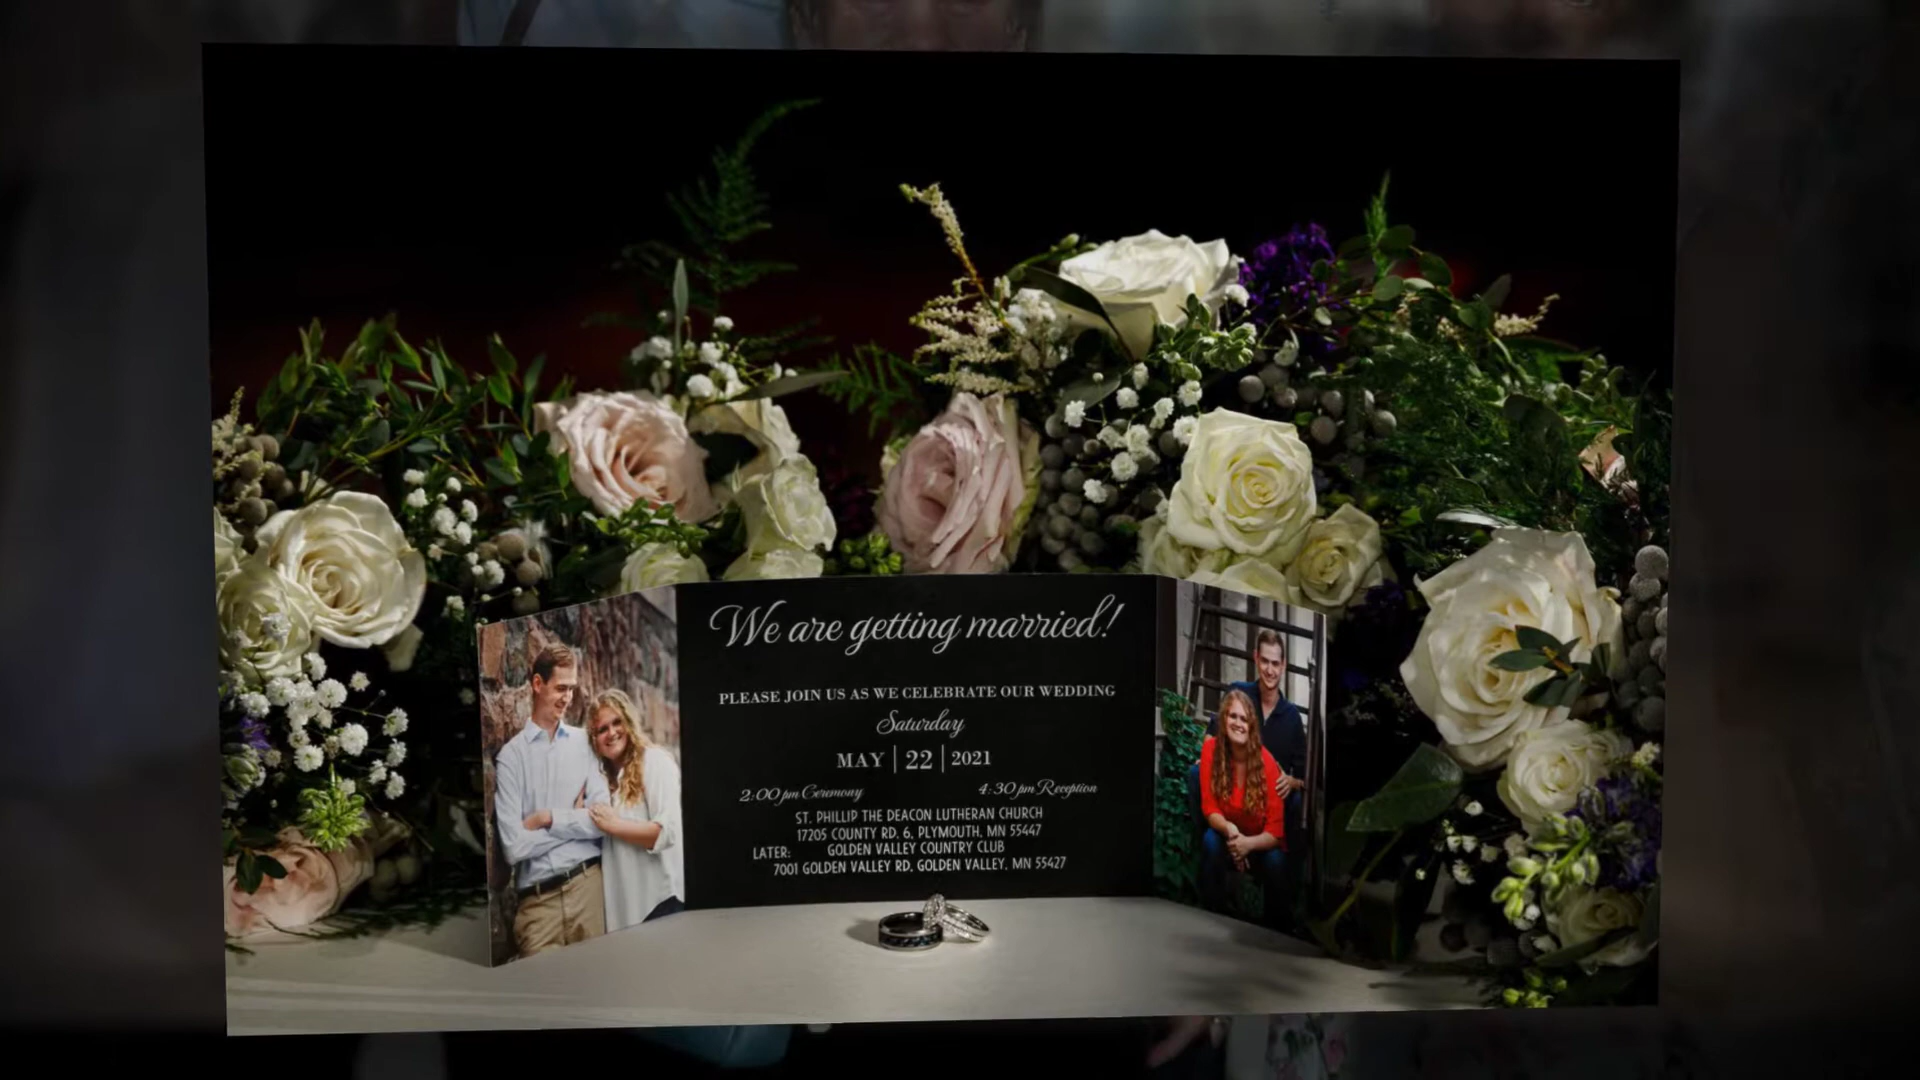 We are getting married!
PLEASE JOIN US AS WE CELEBRATE OUR WEDDING
Saturday
MAY | 22 | 2021
2:00 pm Ceremony 4:30 pm Reception
ST. PHILLIP THE DEACON LUTHERAN CHURCH
17205 COUNTY RD. 6, PLYMOUTH, MN 55447
LATER: GOLDEN VALLEY COUNTRY CLUB
7001 GOLDEN VALLEY RD, GOLDEN VALLEY, MN 55427